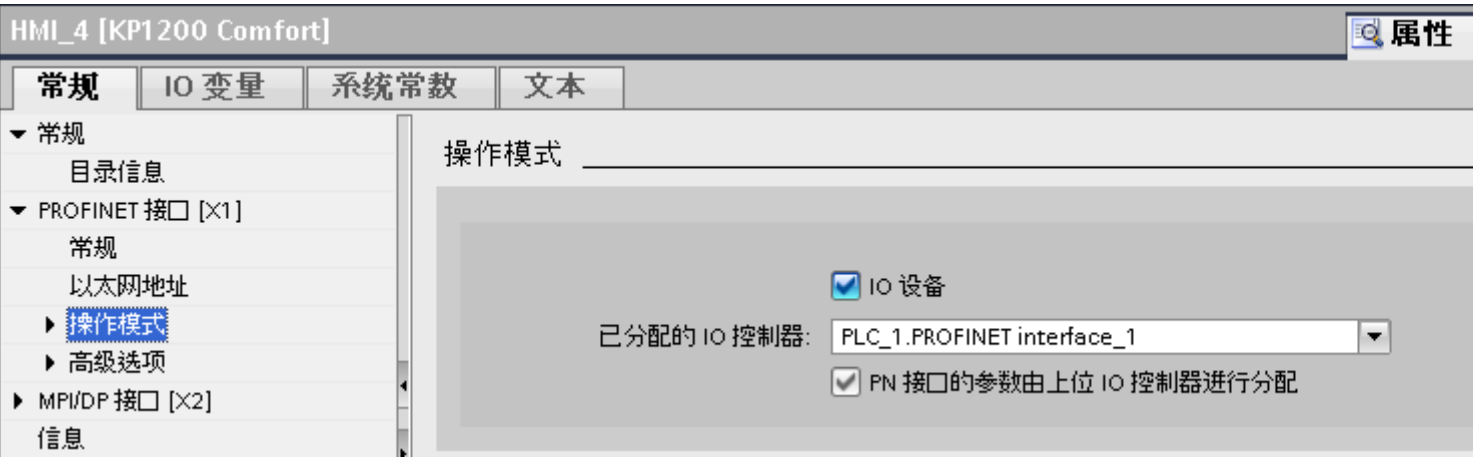 HMI_4 [KP1200 Comfort]
属性
常规 IO 变量 系统常数 文本
常规
目录信息
PROFINET 接口 [X1]
常规
以太网地址
操作模式
高级选项
MPI/DP 接口 [X2]
信息
操作模式
IO 设备
已分配的 IO 控制器: PLC_1.PROFINET interface_1
PN 接口的参数由上位 IO 控制器进行分配